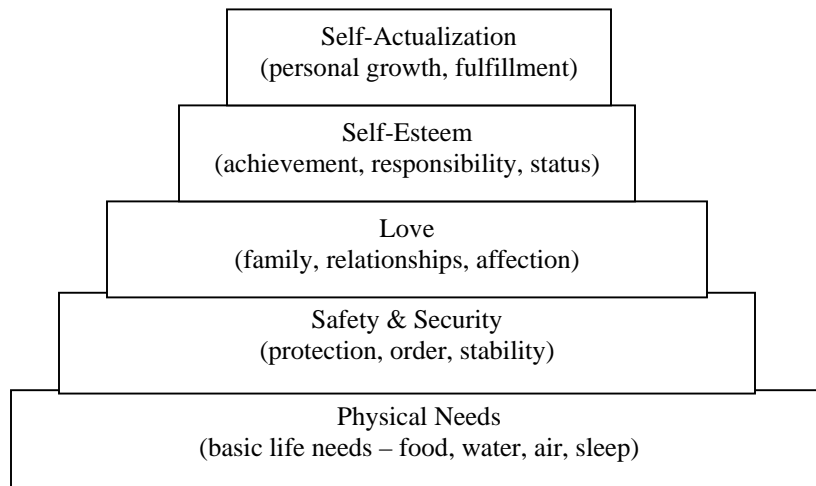 Self-Actualization
(personal growth, fulfillment)
Self-Esteem
(achievement, responsibility, status)
Love
(family, relationships, affection)
Safety & Security
(protection, order, stability)
Physical Needs
(basic life needs – food, water, air, sleep)